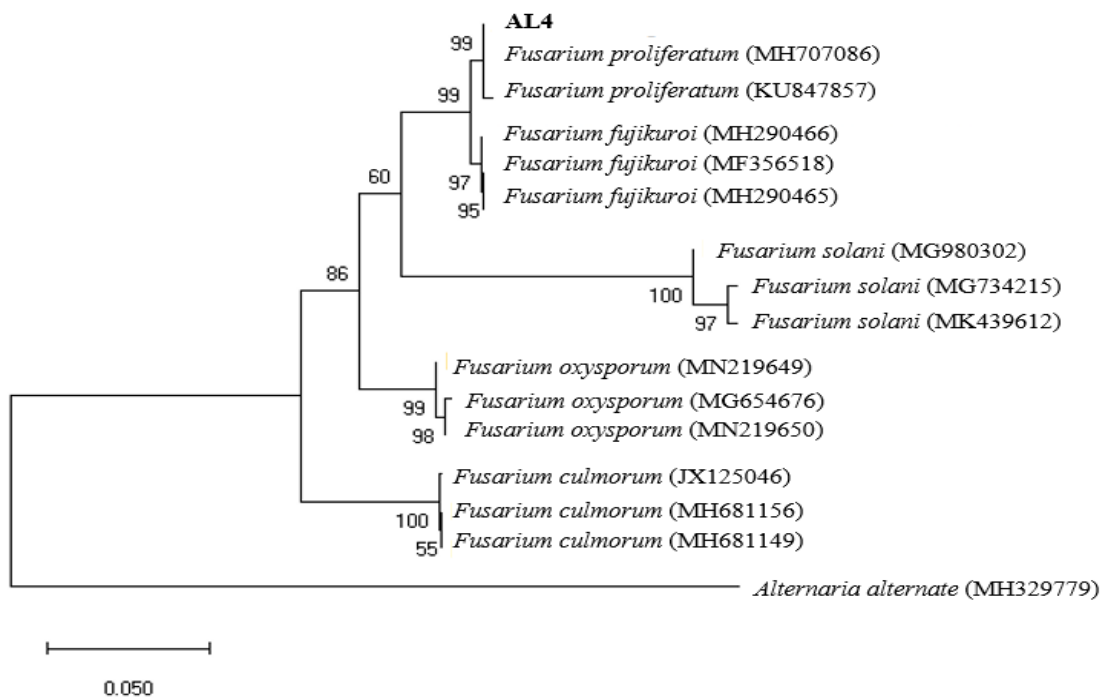 AL4
99
Fusarium proliferatum (MH707086)
Fusarium proliferatum (KU847857)
99
Fusarium fujikuroi (MH290466)
Fusarium fujikuroi (MF356518)
97
Fusarium fujikuroi (MH290465)
95
60
Fusarium solani (MG980302)
86
Fusarium solani (MG734215)
100
Fusarium solani (MK439612)
97
Fusarium oxysporum (MN219649)
Fusarium oxysporum (MG654676)
99
Fusarium oxysporum (MN219650)
98
Fusarium culmorum (JX125046)
Fusarium culmorum (MH681156)
100
Fusarium culmorum (MH681149)
55
Alternaria alternate (MH329779)
0.050